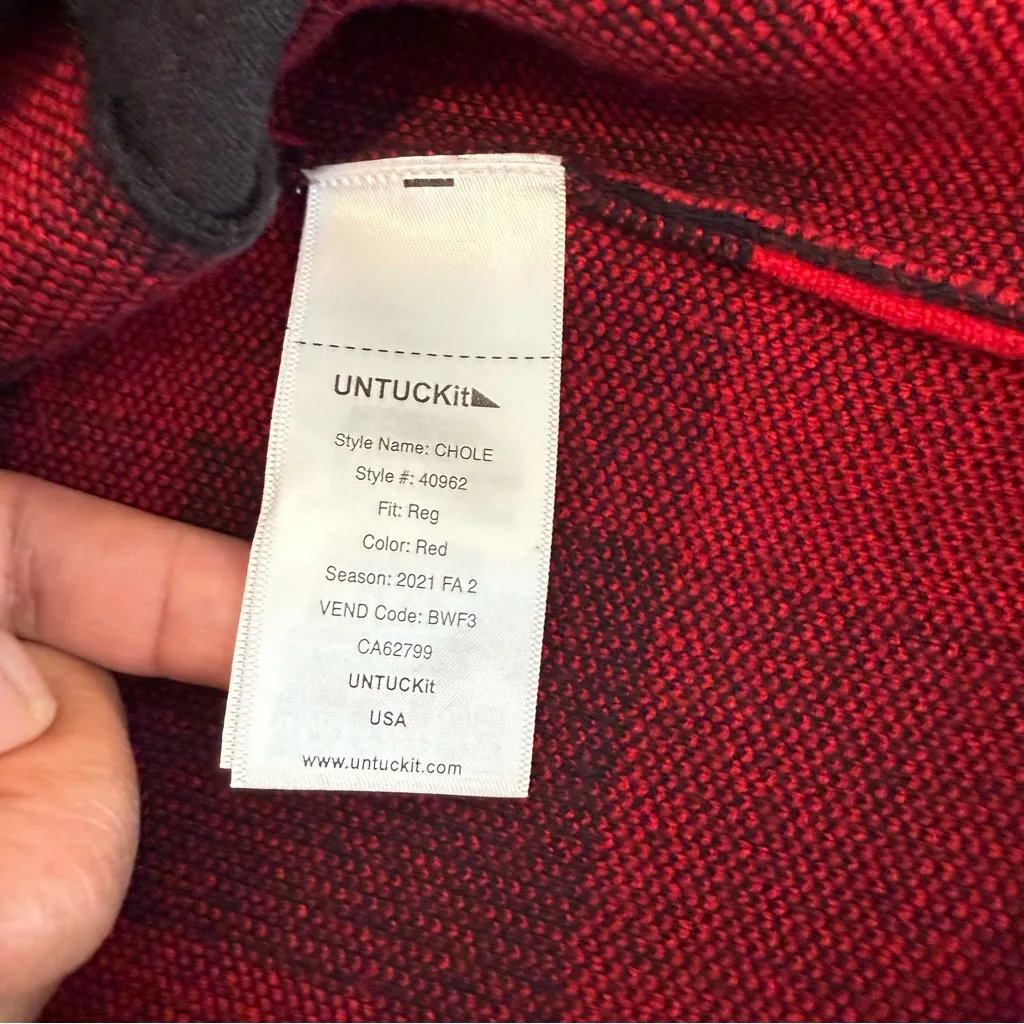 UNTUCKit
Style Name: CHOLE
Style #: 40962
Fit: Reg
Color: Red
Season: 2021 FA 2
VEND Code: BWF3
CA62799
UNTUCKit
USA
www.untuckit.com